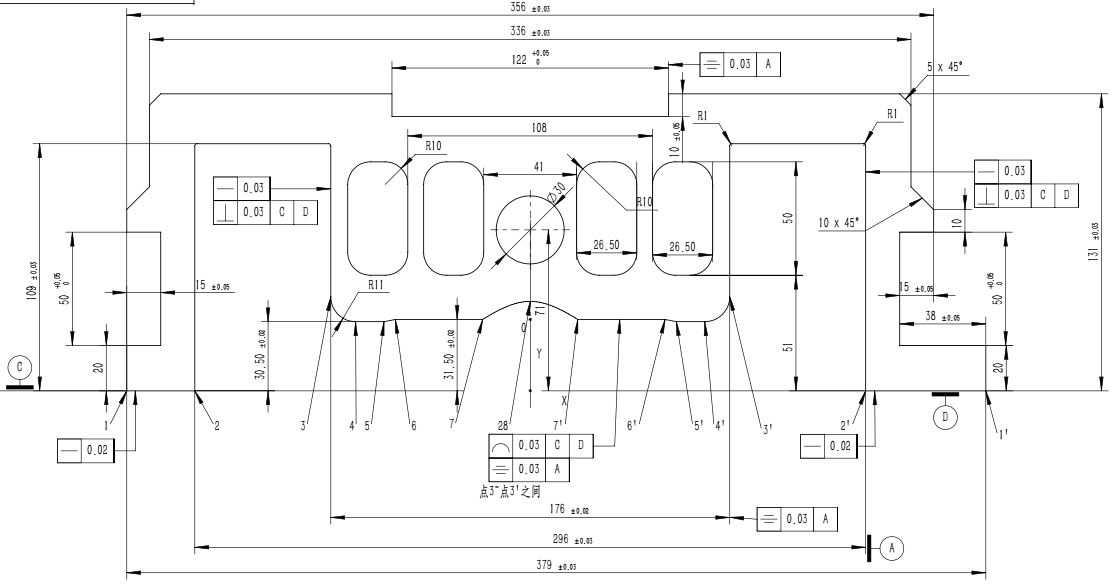 356 ±0.03
336 ±0.03
122 +0.05 0
⌯ 0.03 A
5 x 45°
108
10 ±0.05
R1
R1
R10
41
Ø30
R10
— 0.03
⊥ 0.03 C D
— 0.03
⊥ 0.03 C D
10 x 45°
10
50
26.50
26.50
131 ±0.03
109 ±0.03
50 +0.05 0
15 ±0.05
R11
71
15 ±0.05
50 +0.05 0
38 ±0.05
30.50 ±0.02
31.50 ±0.02
O
Y
X
51
20
20
C
D
1
2
3
4
5
6
7
28
7'
6'
5'
4'
3'
2'
1'
— 0.02
⌒ 0.03 C D
⌯ 0.03 A
点3~点3'之间
— 0.02
176 ±0.02
⌯ 0.03 A
296 ±0.03
A
379 ±0.03